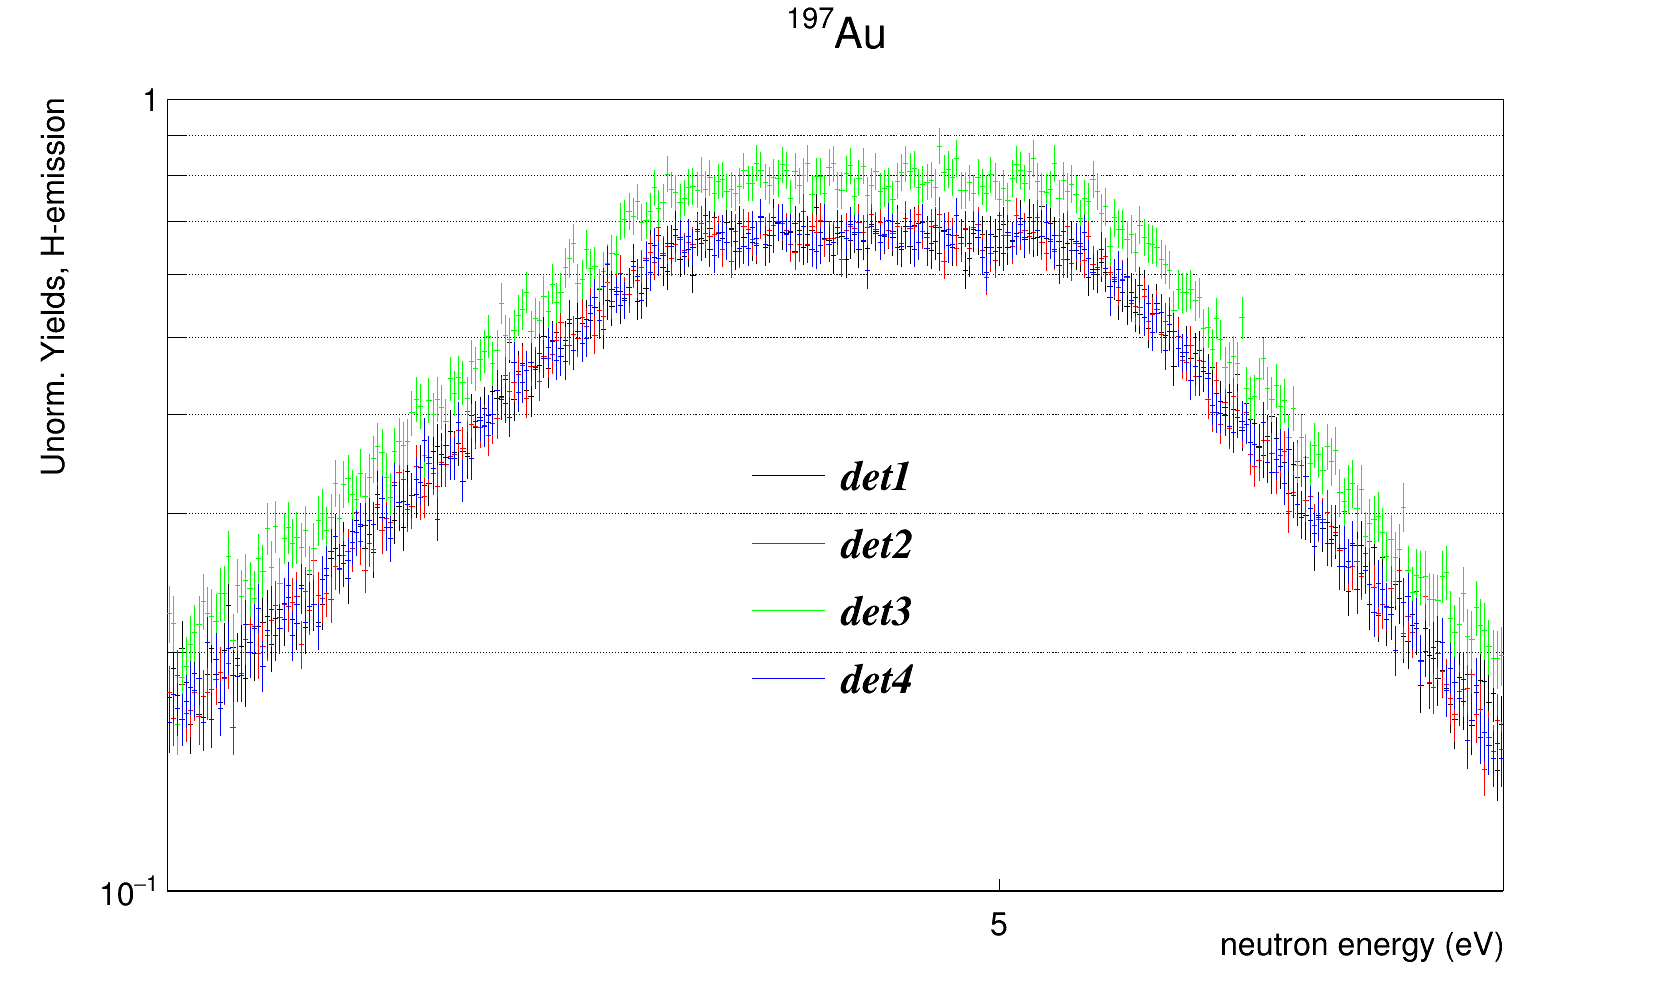 ¹⁹⁷Au
Unorm. Yields, H-emission
1
10⁻¹
det1
det2
det3
det4
5
neutron energy (eV)